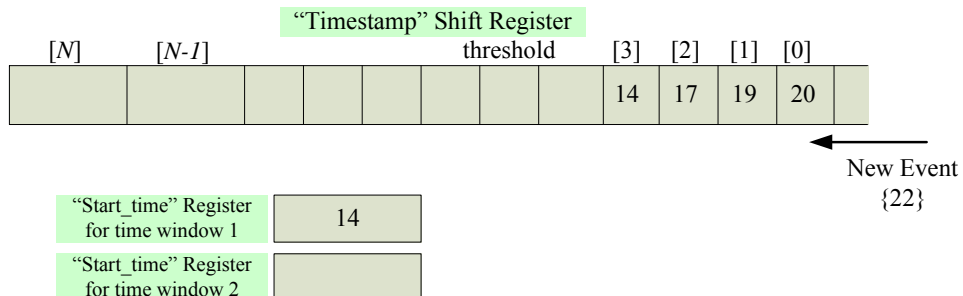 “Timestamp” Shift Register
[N] [N-1] threshold [3] [2] [1] [0]
14 17 19 20
New Event
{22}
“Start_time” Register
for time window 1
14
“Start_time” Register
for time window 2